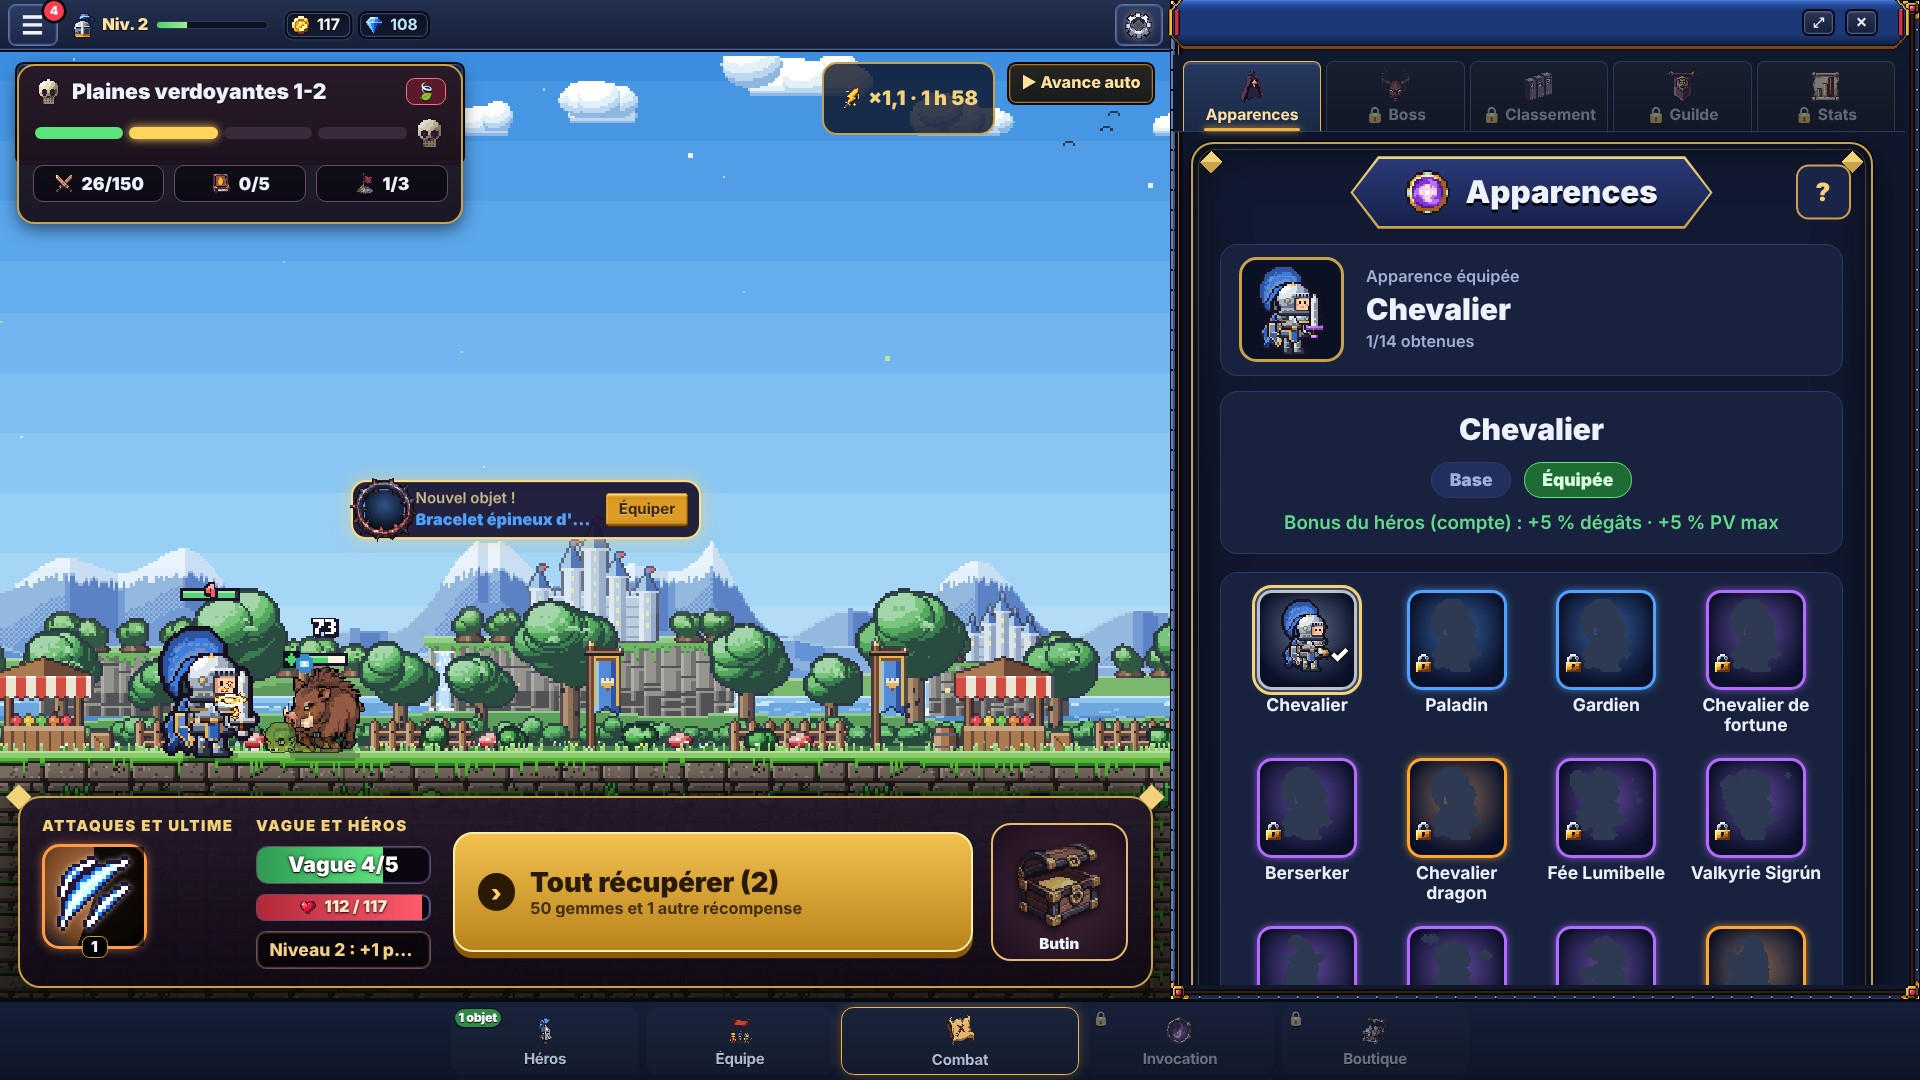 4
Niv. 2
117
108
Plaines verdoyantes 1-2
26/150
0/5
1/3
×1,1 · 1 h 58
Avance auto
Nouvel objet !
Bracelet épineux d'...
Équiper
73
ATTAQUES ET ULTIME
1
VAGUE ET HÉROS
Vague 4/5
112 / 117
Niveau 2 : +1 p...
Tout récupérer (2)
50 gemmes et 1 autre récompense
Butin
1 objet
Héros
Équipe
Combat
Invocation
Boutique
Apparences
Boss
Classement
Guilde
Stats
Apparences
?
Apparence équipée
Chevalier
1/14 obtenues
Chevalier
Base
Équipée
Bonus du héros (compte) : +5 % dégâts · +5 % PV max
Chevalier
Paladin
Gardien
Chevalier de
fortune
Berserker
Chevalier
dragon
Fée Lumibelle
Valkyrie Sigrún